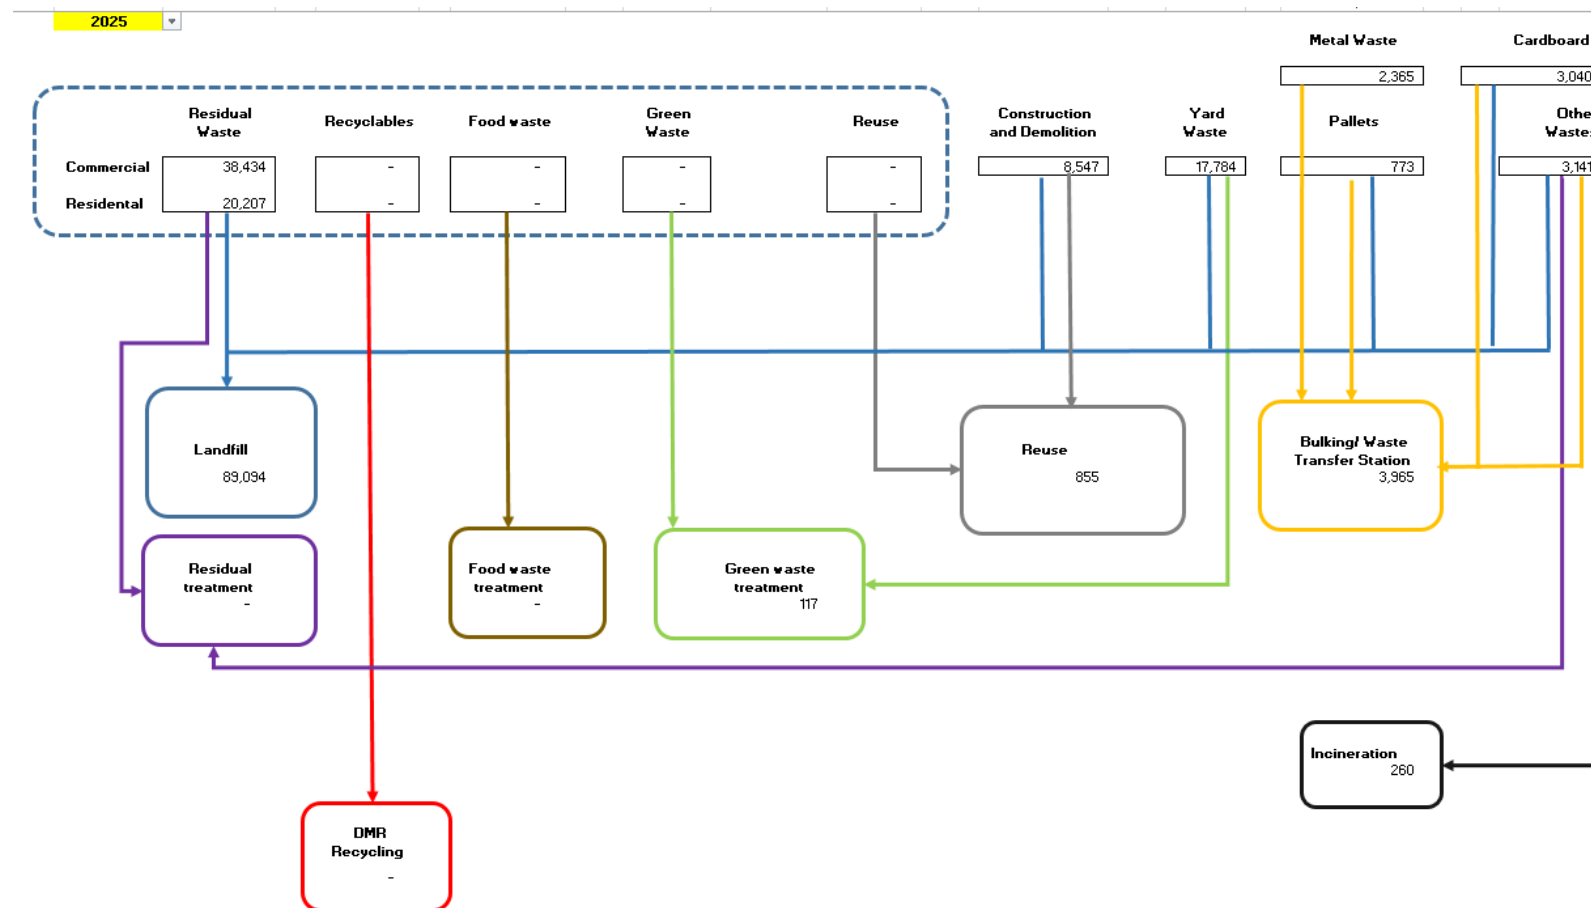 2025
Metal Waste
Cardboard
2,365
3,040
Residual
Waste
Recyclables
Food waste
Green
Waste
Reuse
Construction
and Demolition
Yard
Waste
Pallets
Othe
Waste
Commercial
38,434
-
-
-
-
8,547
17,784
773
3,141
Residental
20,207
-
-
-
-
Landfill
89,094
Reuse
855
Bulking/ Waste
Transfer Station
3,965
Residual
treatment
-
Food waste
treatment
-
Green waste
treatment
117
Incineration
260
DMR
Recycling
-